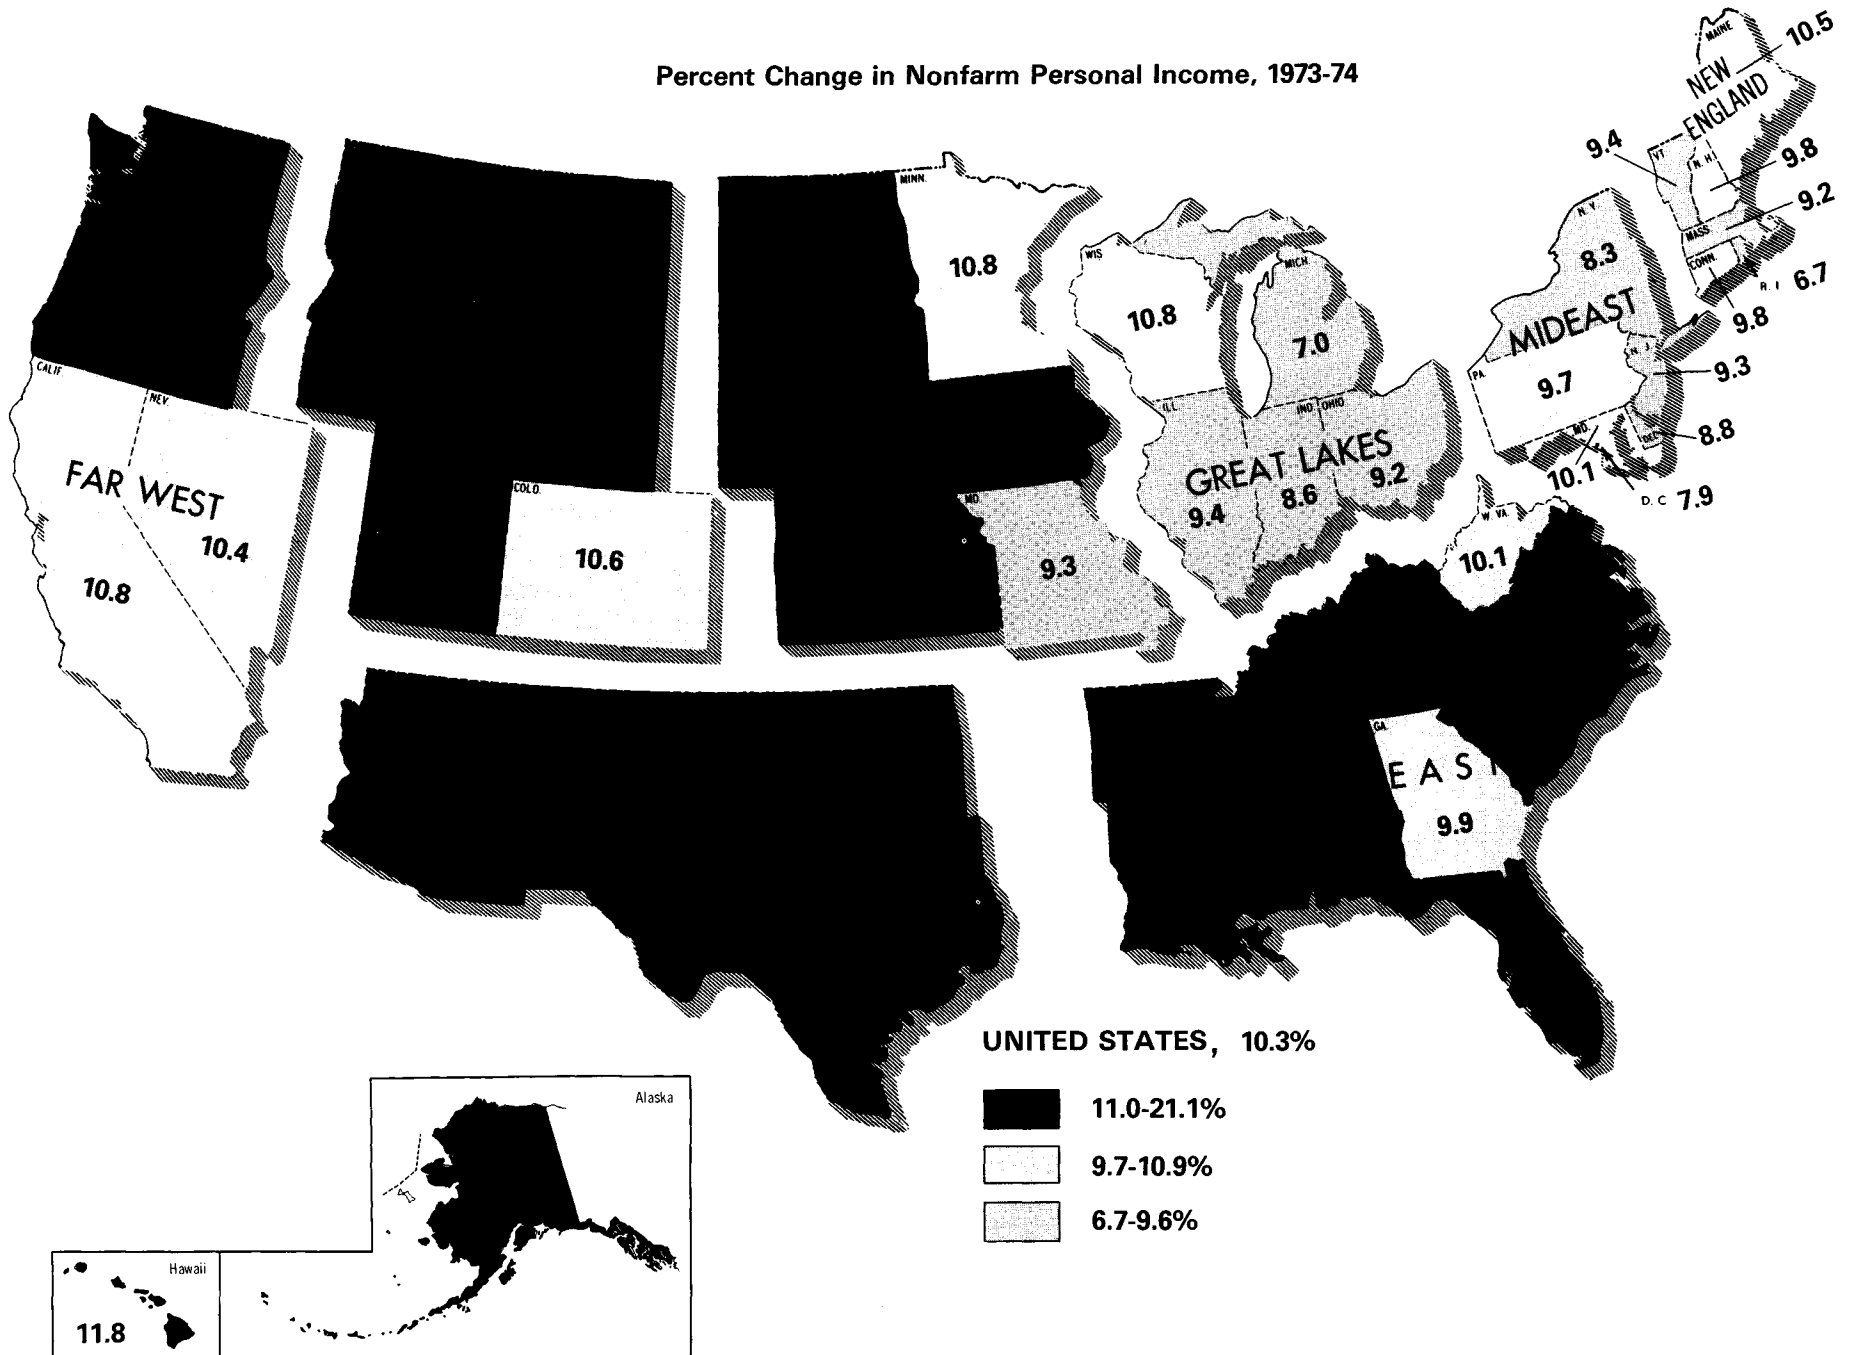 Percent Change in Nonfarm Personal Income, 1973-74
MAINE
10.5
NEW
ENGLAND
9.4
VT.
N. H.
9.8
9.2
MASS
CONN.
R. I 6.7
9.8
N. Y.
8.3
MIDEAST
N. J.
9.3
PA.
9.7
MD.
DEL
8.8
10.1
D. C 7.9
MINN.
10.8
WIS
10.8
MICH.
7.0
ILL.
IND.
OHIO
GREAT LAKES
9.4
8.6
9.2
CALIF
NEV.
FAR WEST
10.4
10.8
COLO.
10.6
MO.
9.3
W. VA.
10.1
GA.
EAST
9.9
UNITED STATES, 10.3%
11.0-21.1%
9.7-10.9%
6.7-9.6%
Alaska
Hawaii
11.8